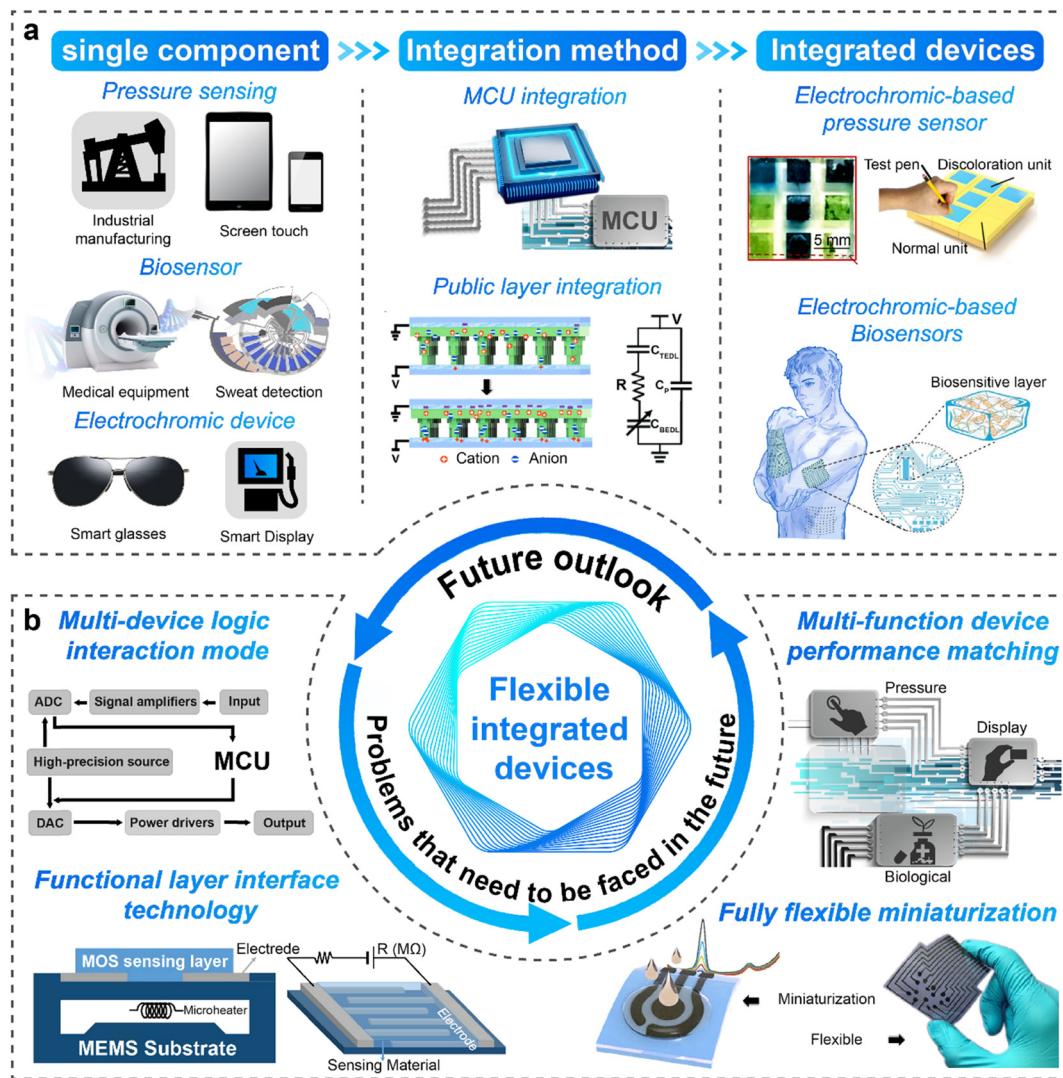 a
single component
Integration method
Integrated devices
Pressure sensing
Industrial
manufacturing
Screen touch
Biosensor
Medical equipment
Sweat detection
Electrochromic device
Smart glasses
Smart Display
MCU integration
MCU
Public layer integration
V
V
Cation
Anion
V
C_TEDL
R
C_P
C_BEDL
Electrochromic-based
pressure sensor
Test pen
Discoloration unit
5 mm
Normal unit
Electrochromic-based
Biosensors
Biosensitive layer
Future outlook
Flexible
integrated
devices
Problems that need to be faced in the future
b
Multi-device logic
interaction mode
ADC
Signal amplifiers
Input
High-precision source
MCU
DAC
Power drivers
Output
Functional layer interface
technology
MOS sensing layer
Electrode
Microheater
MEMS Substrate
R (MΩ)
Electrode
Sensing Material
Multi-function device
performance matching
Pressure
Display
Biological
Fully flexible miniaturization
Miniaturization
Flexible